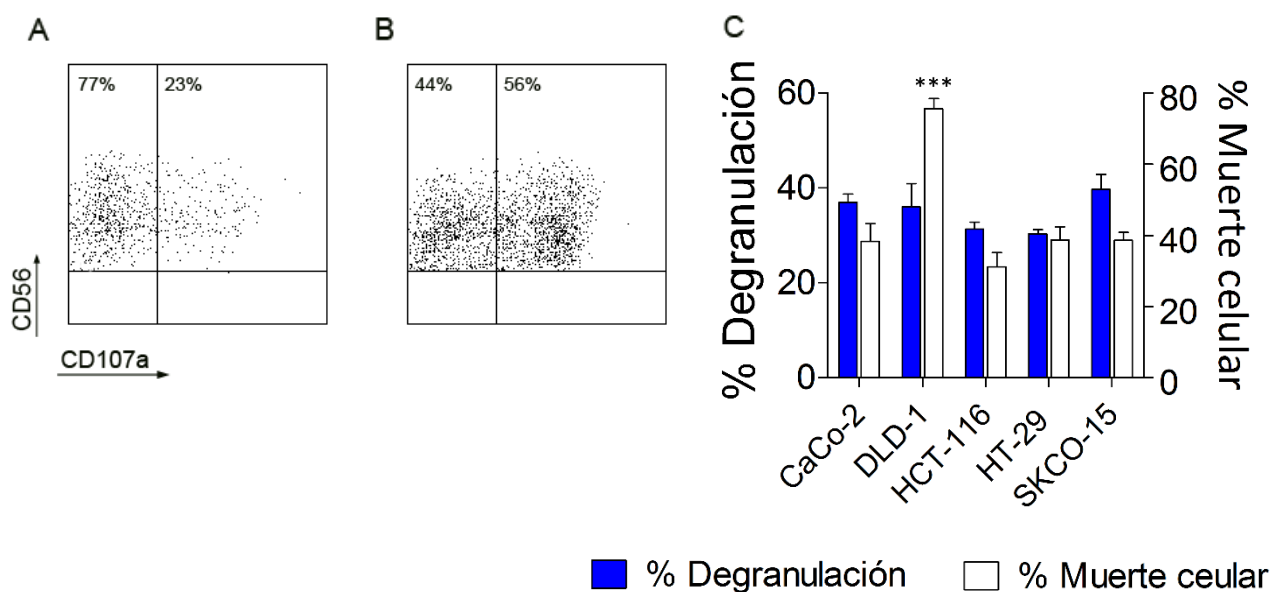 A
77%
23%
CD56
CD107a
B
44%
56%
C
% Degranulación
60
40
20
0
***
80
60
40
20
0
% Muerte celular
CaCo-2
DLD-1
HCT-116
HT-29
SKCO-15
% Degranulación
% Muerte ceular